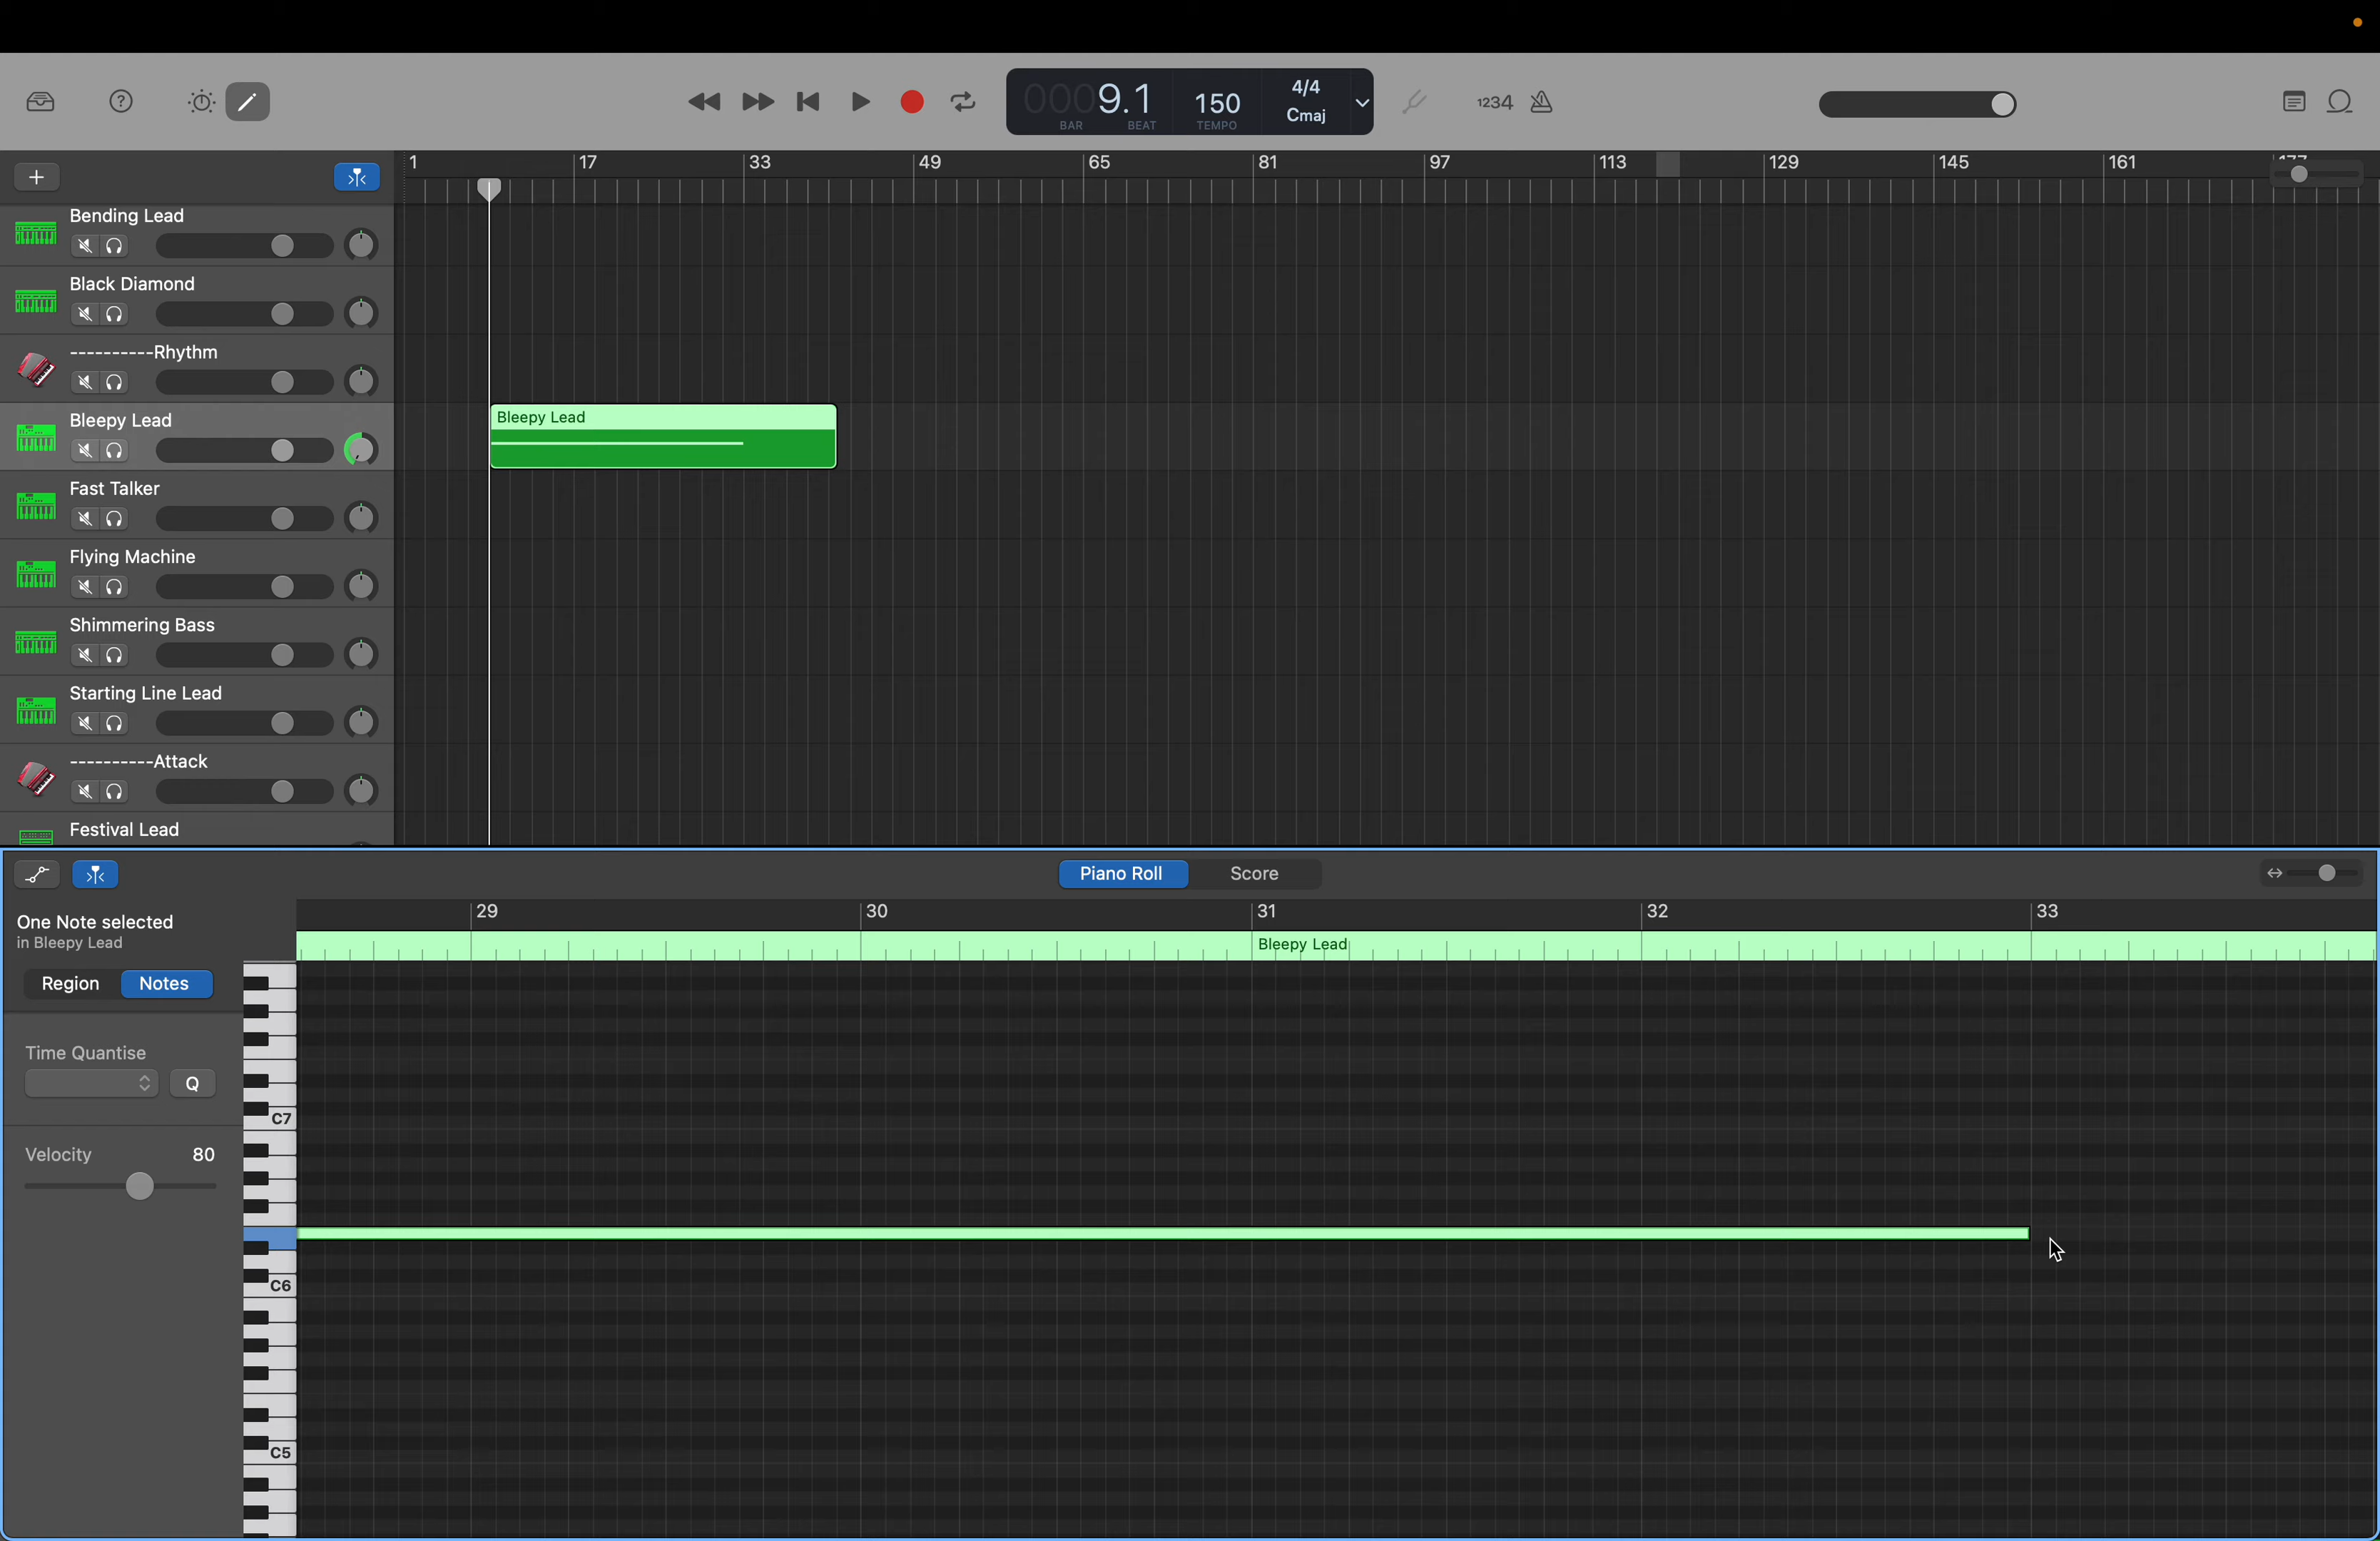 0009.1 150 4/4
Cmaj
BAR BEAT TEMPO
1234
1 17 33 49 65 81 97 113 129 145 161
Bending Lead
Black Diamond
----------Rhythm
Bleepy Lead
Bleepy Lead
Fast Talker
Flying Machine
Shimmering Bass
Starting Line Lead
----------Attack
Festival Lead
Piano Roll Score
29 30 31 32 33
One Note selected
in Bleepy Lead
Bleepy Lead
Region Notes
Time Quantise
Q
C7
Velocity 80
C6
C5